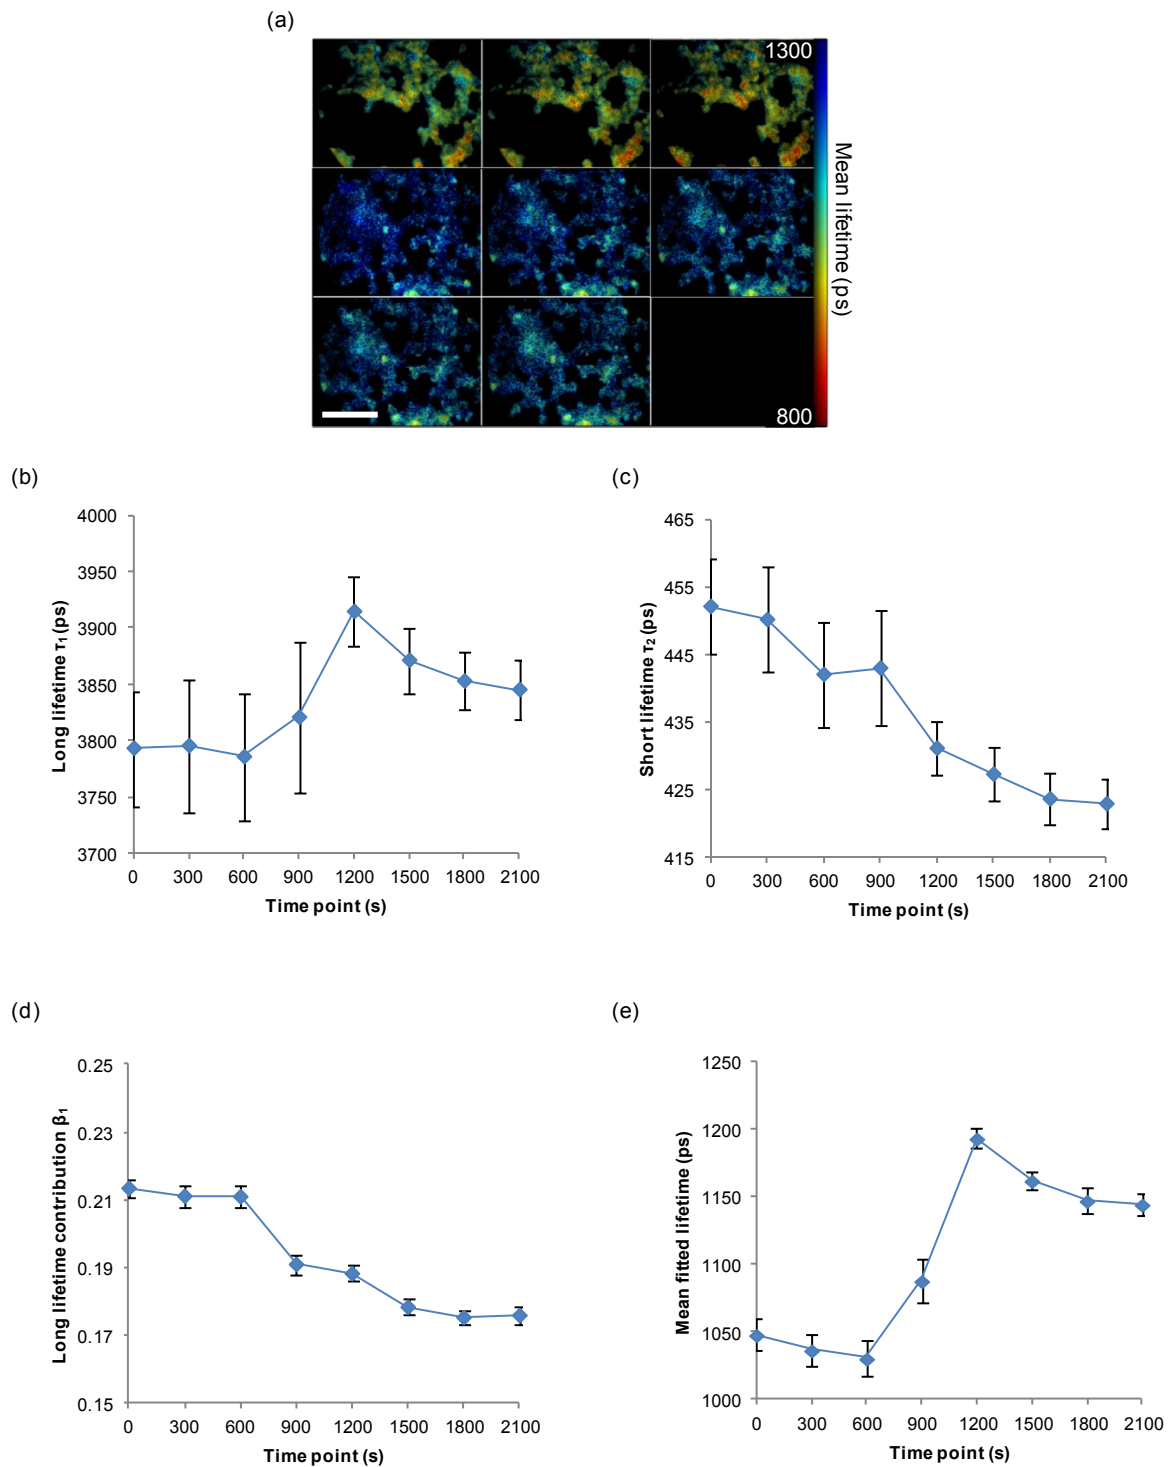 (a)
1300
Mean lifetime (ps)
800
(b)
4000
3950
3900
3850
3800
3750
3700
Long lifetime τ₁ (ps)
0 300 600 900 1200 1500 1800 2100
Time point (s)
(c)
465
455
445
435
425
415
Short lifetime τ₂ (ps)
0 300 600 900 1200 1500 1800 2100
Time point (s)
(d)
0.25
0.23
0.21
0.19
0.17
0.15
Long lifetime contribution β₁
0 300 600 900 1200 1500 1800 2100
Time point (s)
(e)
1250
1200
1150
1100
1050
1000
Mean fitted lifetime (ps)
0 300 600 900 1200 1500 1800 2100
Time point (s)